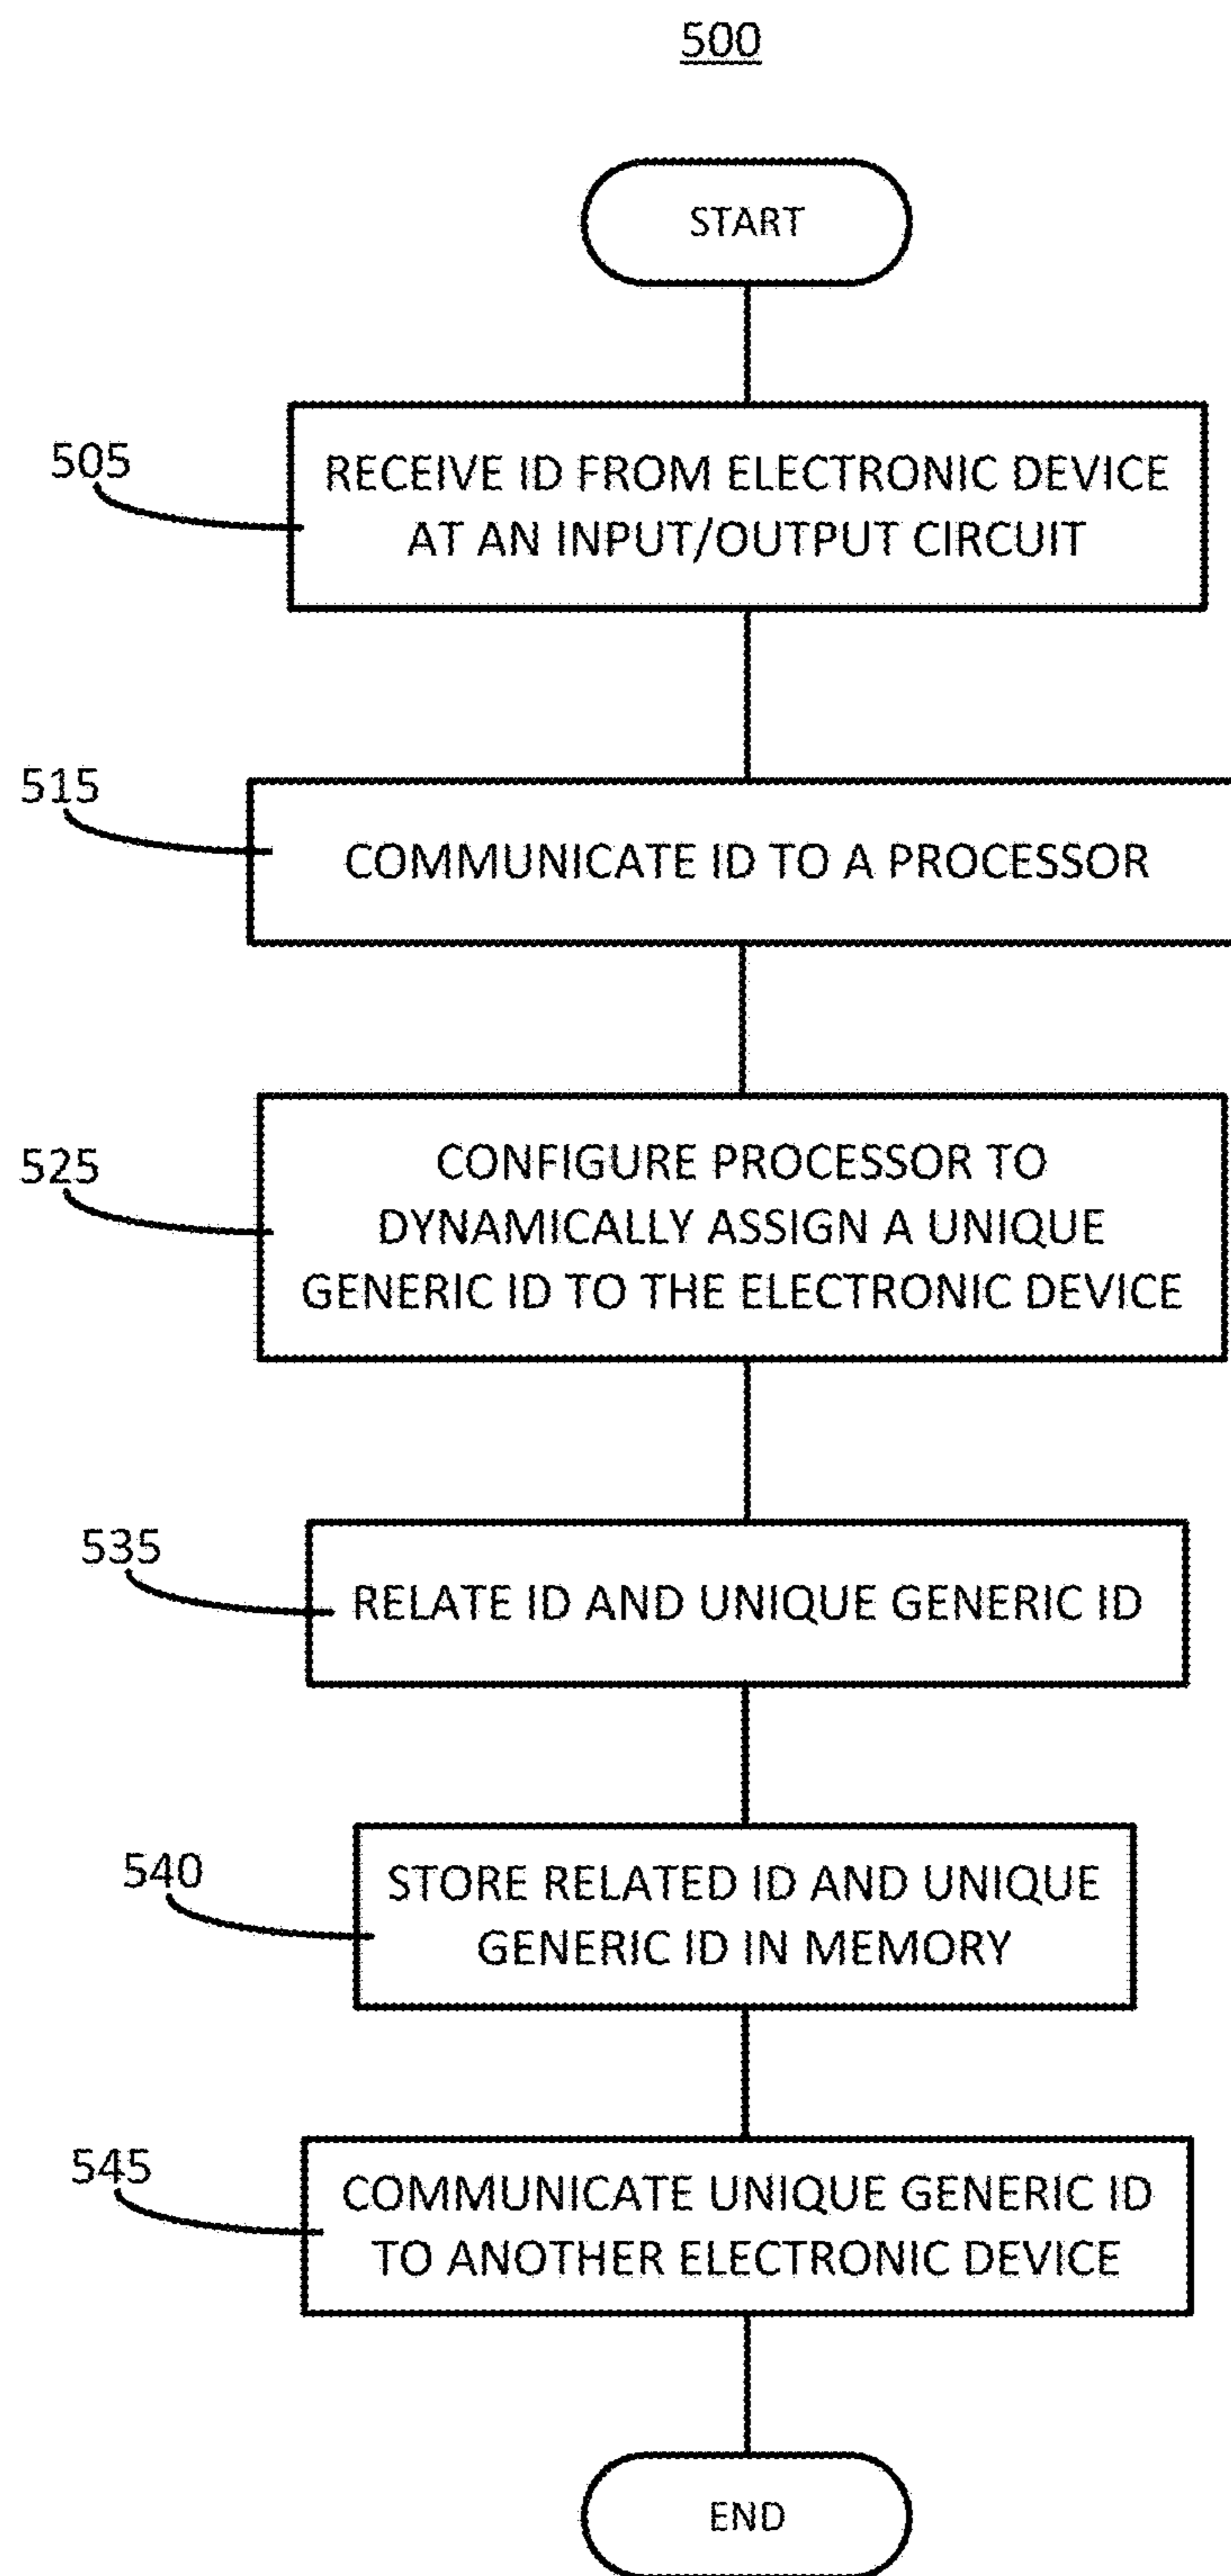 500
START
505
RECEIVE ID FROM ELECTRONIC DEVICE
AT AN INPUT/OUTPUT CIRCUIT
515
COMMUNICATE ID TO A PROCESSOR
525
CONFIGURE PROCESSOR TO
DYNAMICALLY ASSIGN A UNIQUE
GENERIC ID TO THE ELECTRONIC DEVICE
535
RELATE ID AND UNIQUE GENERIC ID
540
STORE RELATED ID AND UNIQUE
GENERIC ID IN MEMORY
545
COMMUNICATE UNIQUE GENERIC ID
TO ANOTHER ELECTRONIC DEVICE
END